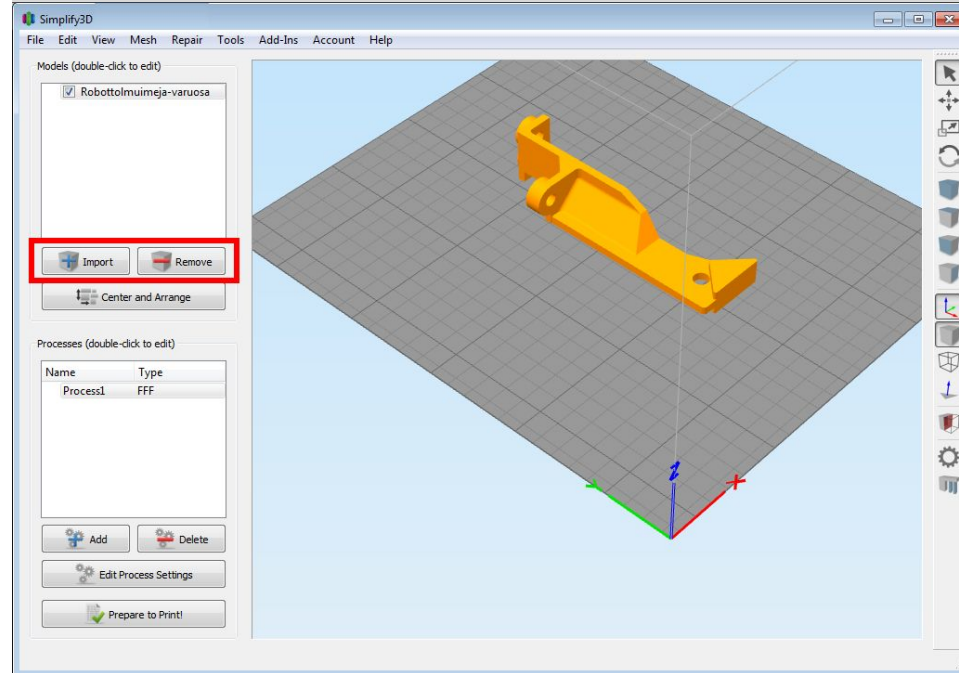 Simplify3D
File Edit View Mesh Repair Tools Add-Ins Account Help
Models (double-click to edit)
Robottolmuimeja-varuosa
Import Remove
Center and Arrange
Processes (double-click to edit)
Name Type
Process1 FFF
Add Delete
Edit Process Settings
Prepare to Print!
Z
X
Y